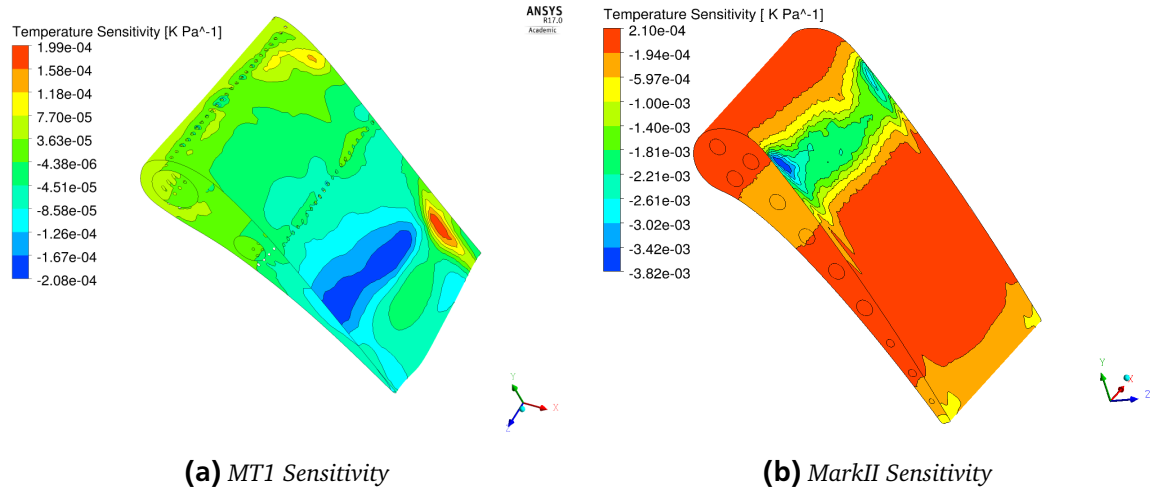 Temperature Sensitivity [K Pa^-1]
1.99e-04
1.58e-04
1.18e-04
7.70e-05
3.63e-05
-4.38e-06
-4.51e-05
-8.58e-05
-1.26e-04
-1.67e-04
-2.08e-04
ANSYS
R17.0
Academic
Y
X
Z
Temperature Sensitivity [ K Pa^-1]
2.10e-04
-1.94e-04
-5.97e-04
-1.00e-03
-1.40e-03
-1.81e-03
-2.21e-03
-2.61e-03
-3.02e-03
-3.42e-03
-3.82e-03
Y
X
Z
(a) MT1 Sensitivity
(b) MarkII Sensitivity